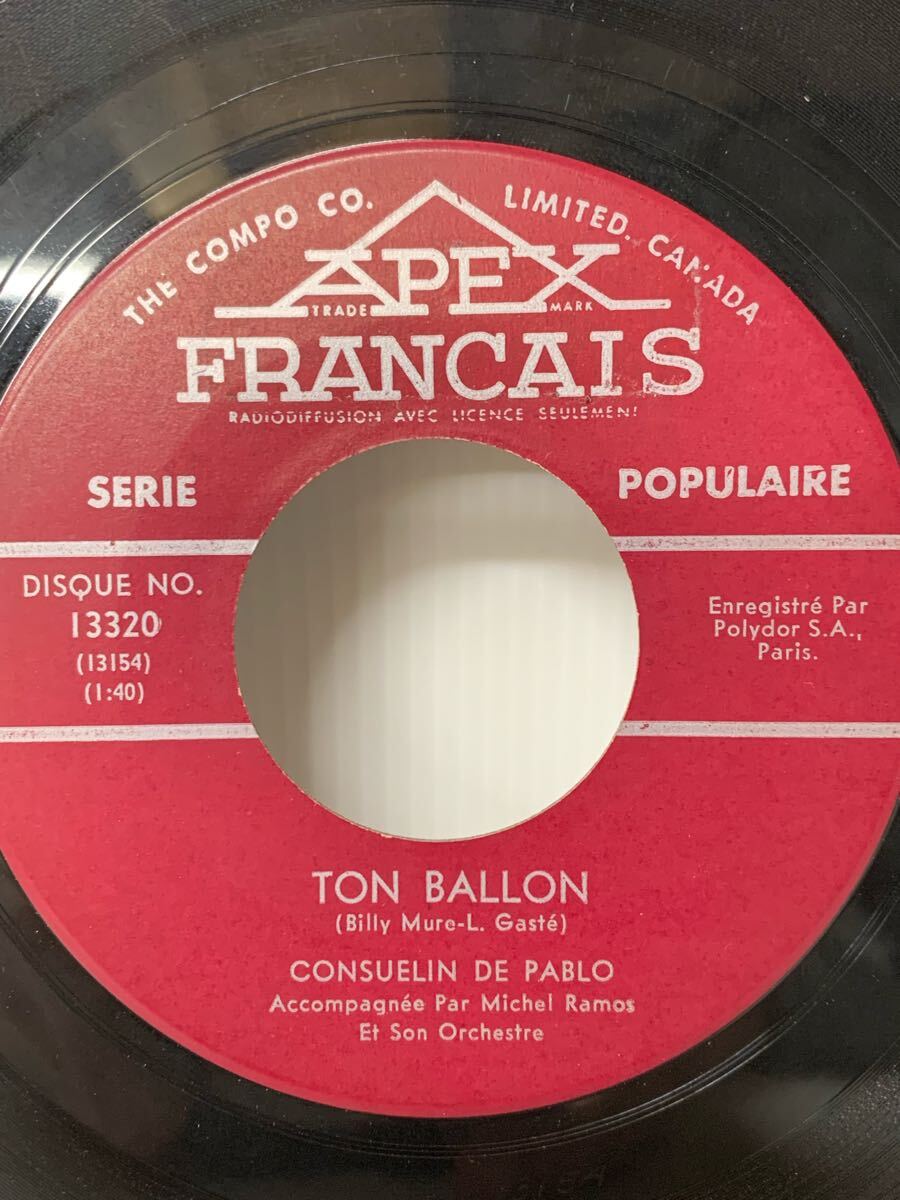 THE COMPO CO. LIMITED. CANADA
APEX
TRADE MARK
FRANCAIS
RADIODIFFUSION AVEC LICENCE SEULEMENT
SERIE POPULAIRE
DISQUE NO.
13320
(13154)
(1:40)
Enregistré Par
Polydor S.A.,
Paris.
TON BALLON
(Billy Mure-L. Gasté)
CONSUELIN DE PABLO
Accompagnée Par Michel Ramos
Et Son Orchestre